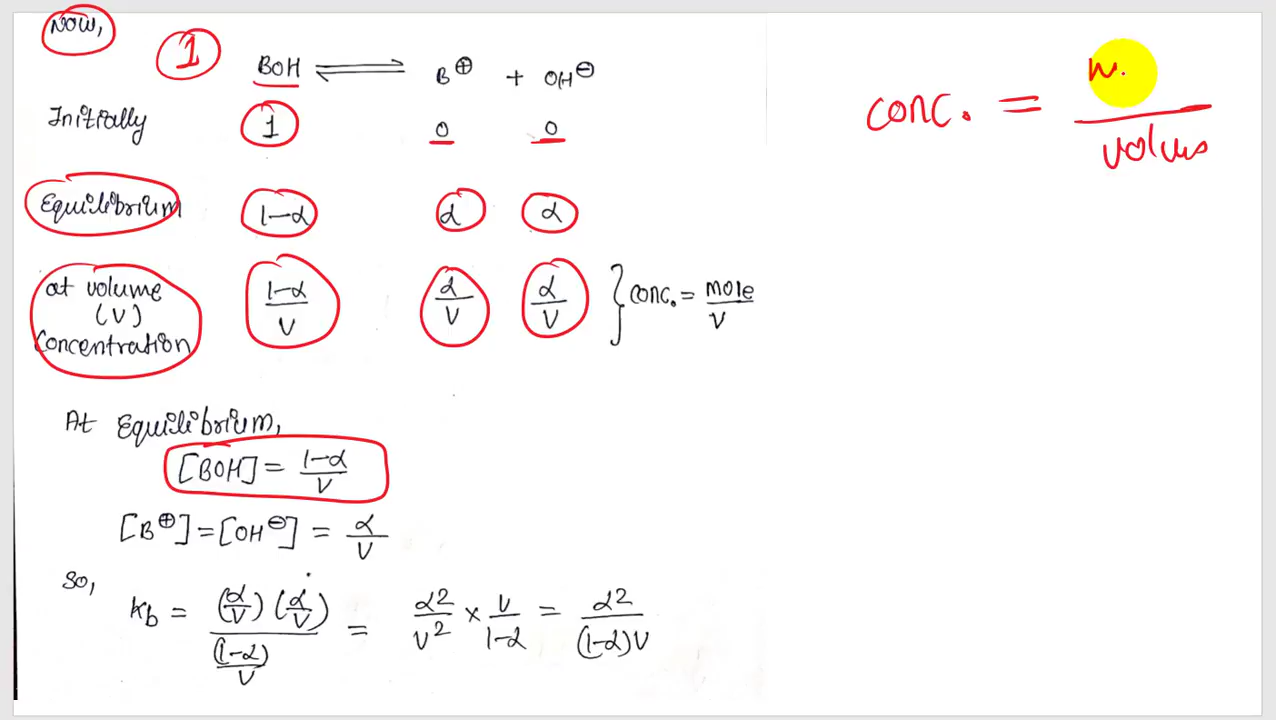 Now,
1
BOH ⇌ B⊕ + OH⊖
Initially 1 0 0
Equilibrium 1-α α α
at volume (V) Concentration (1-α)/V α/V α/V } conc. = mole/V
At Equilibrium,
[BOH] = (1-α)/V
[B⊕] = [OH⊖] = α/V
So,
Kb = (α/V)(α/V) / ((1-α)/V) = α²/V² × V/(1-α) = α²/((1-α)V)
conc. =